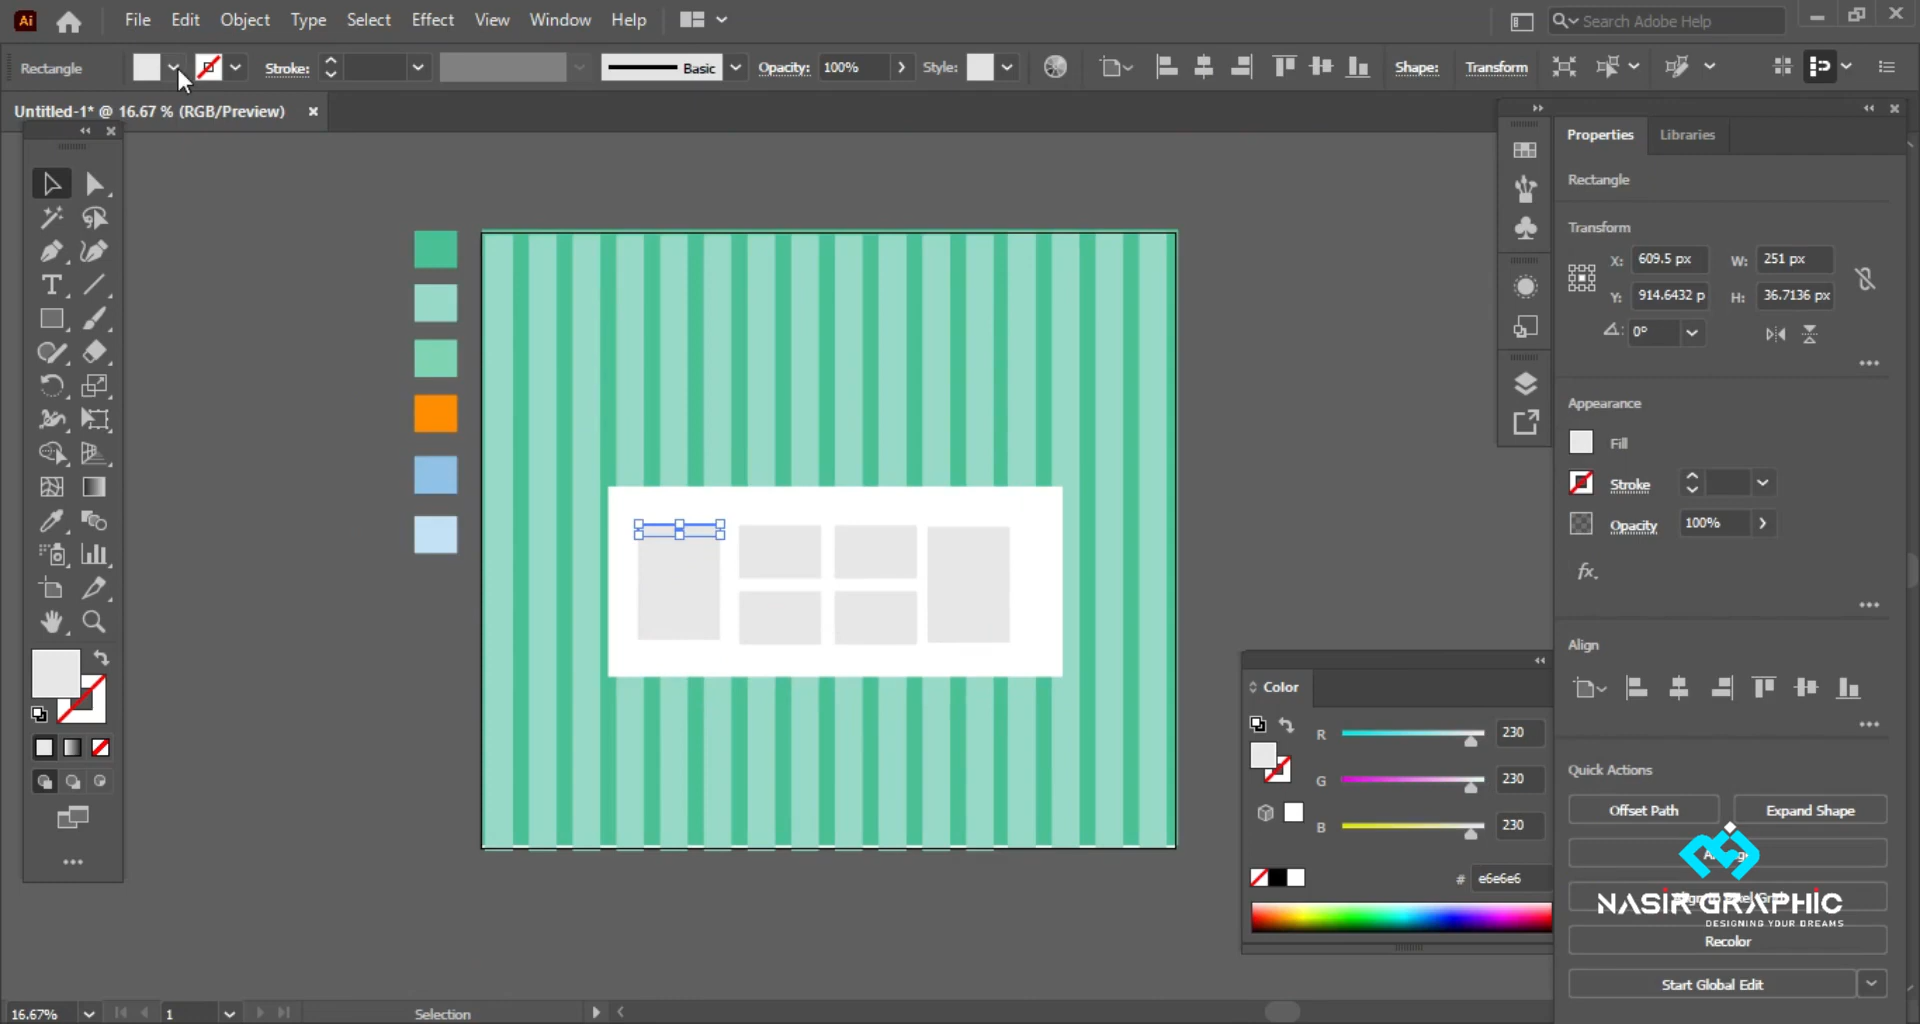 Ai
File Edit Object Type Select Effect View Window Help
Search Adobe Help
Rectangle
Stroke:
Basic
Opacity: 100%
Style:
Shape:
Transform
Untitled-1* @ 16.67 % (RGB/Preview)
Properties
Libraries
Rectangle
Transform
X: 609.5 px W: 251 px
Y: 914.6432 p H: 36.7136 px
0°
Appearance
Fill
Stroke
Opacity 100%
fx.
Align
Color
R 230
G 230
B 230
# e6e6e6
Quick Actions
Offset Path
Expand Shape
NASIR GRAPHIC
DESIGNING YOUR DREAMS
Recolor
Start Global Edit
16.67%
1
Selection